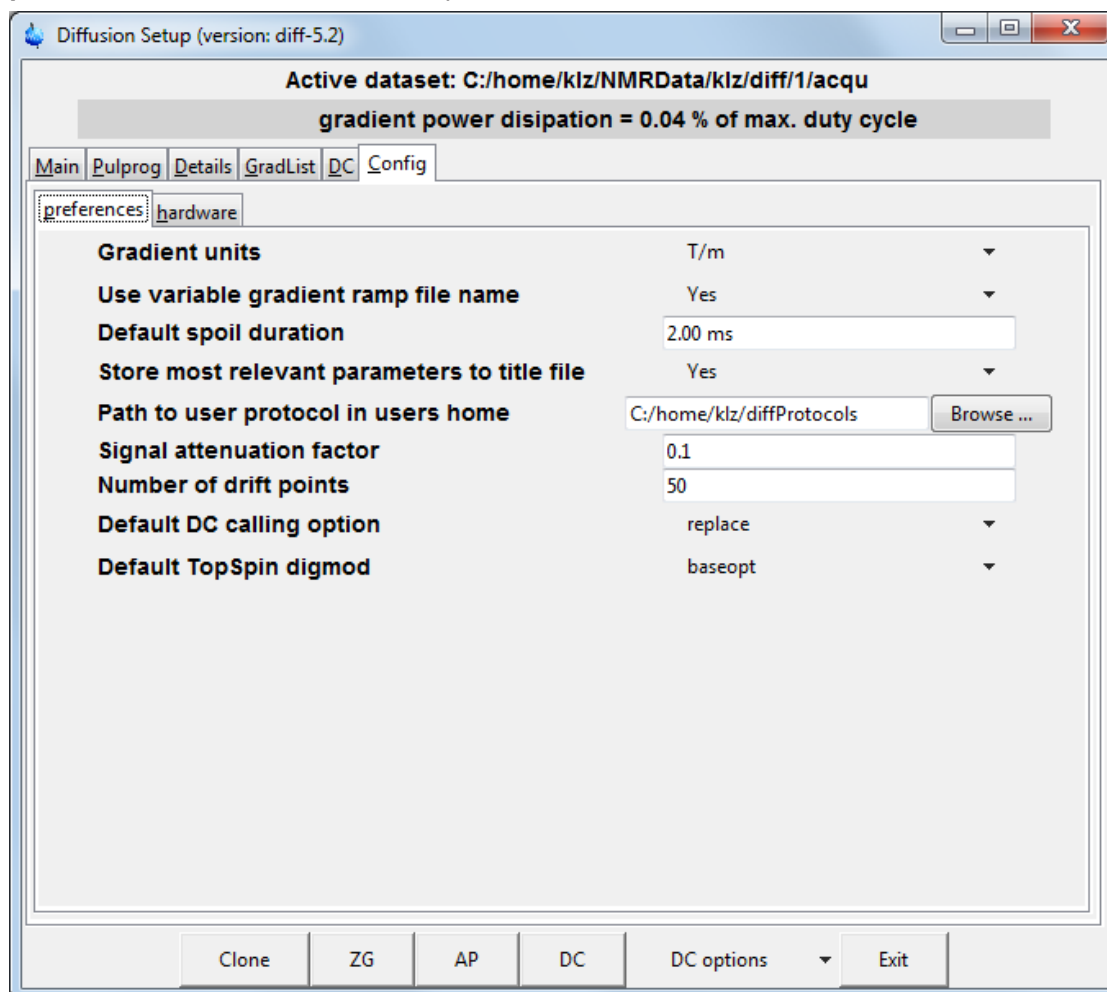 Diffusion Setup (version: diff-5.2)
Active dataset: C:/home/klz/NMRData/klz/diff/1/acqu
gradient power disipation = 0.04 % of max. duty cycle
Main Pulprog Details GradList DC Config
preferences hardware
Gradient units T/m
Use variable gradient ramp file name Yes
Default spoil duration 2.00 ms
Store most relevant parameters to title file Yes
Path to user protocol in users home C:/home/klz/diffProtocols Browse ...
Signal attenuation factor 0.1
Number of drift points 50
Default DC calling option replace
Default TopSpin digmod baseopt
Clone ZG AP DC DC options Exit